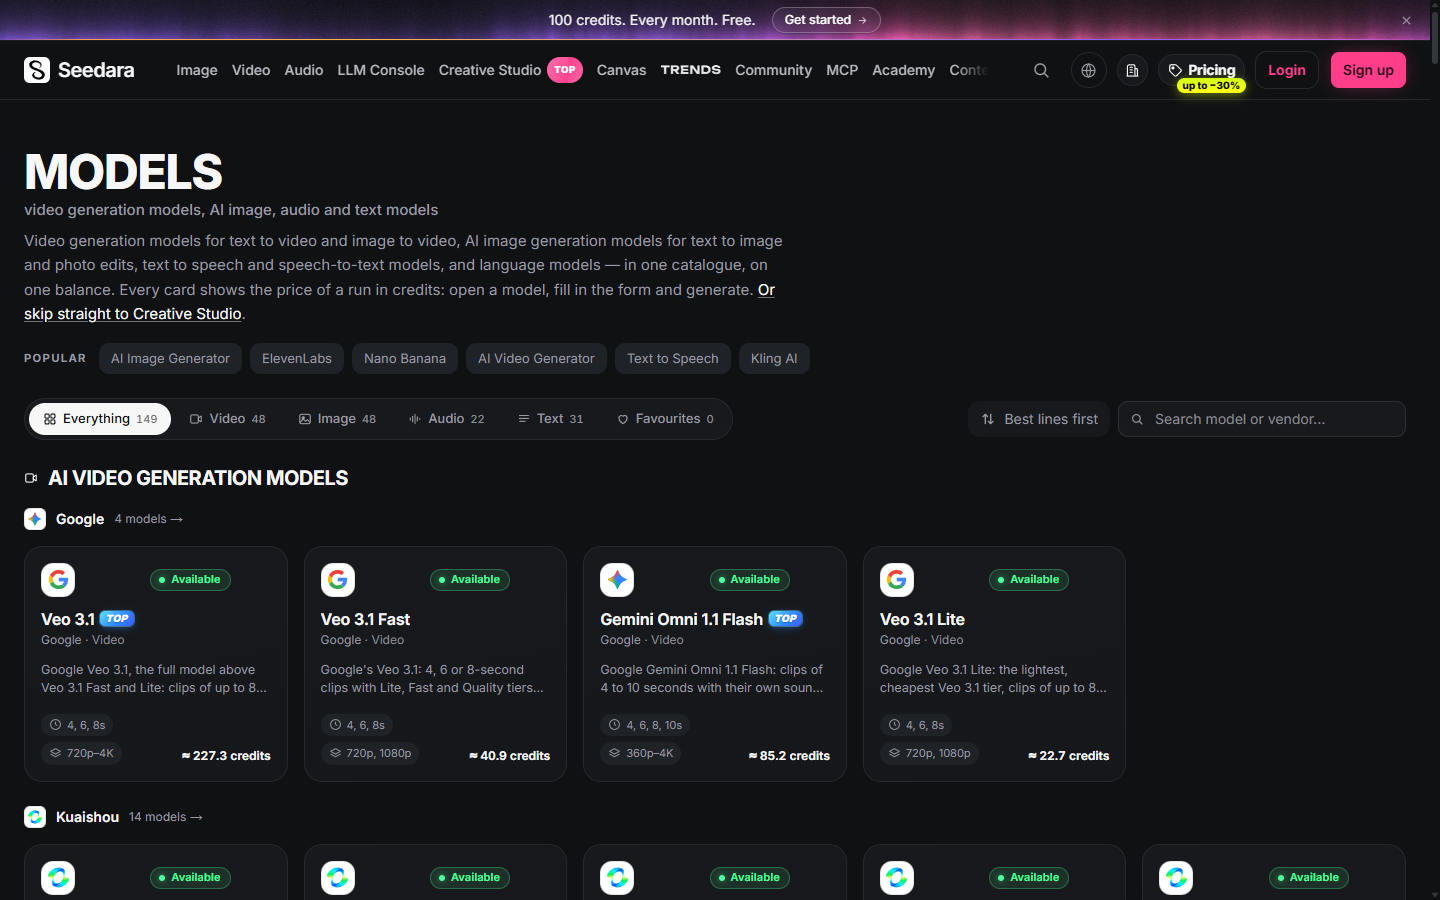 100 credits. Every month. Free. Get started →
Seedara Image Video Audio LLM Console Creative Studio TOP Canvas TRENDS Community MCP Academy Pricing Login Sign up
up to −30%
MODELS
video generation models, AI image, audio and text models
Video generation models for text to video and image to video, AI image generation models for text to image
and photo edits, text to speech and speech-to-text models, and language models — in one catalogue, on
one balance. Every card shows the price of a run in credits: open a model, fill in the form and generate. Or
skip straight to Creative Studio.
POPULAR AI Image Generator ElevenLabs Nano Banana AI Video Generator Text to Speech Kling AI
Everything 149 Video 48 Image 48 Audio 22 Text 31 Favourites 0 Best lines first Search model or vendor...
AI VIDEO GENERATION MODELS
Google 4 models →
Available
Veo 3.1 TOP
Google · Video
Google Veo 3.1, the full model above
Veo 3.1 Fast and Lite: clips of up to 8...
4, 6, 8s
720p–4K ≈ 227.3 credits
Available
Veo 3.1 Fast
Google · Video
Google's Veo 3.1: 4, 6 or 8-second
clips with Lite, Fast and Quality tiers...
4, 6, 8s
720p, 1080p ≈ 40.9 credits
Available
Gemini Omni 1.1 Flash TOP
Google · Video
Google Gemini Omni 1.1 Flash: clips of
4 to 10 seconds with their own soun...
4, 6, 8, 10s
360p–4K ≈ 85.2 credits
Available
Veo 3.1 Lite
Google · Video
Google Veo 3.1 Lite: the lightest,
cheapest Veo 3.1 tier, clips of up to 8...
4, 6, 8s
720p, 1080p ≈ 22.7 credits
Kuaishou 14 models →
Available
Available
Available
Available
Available